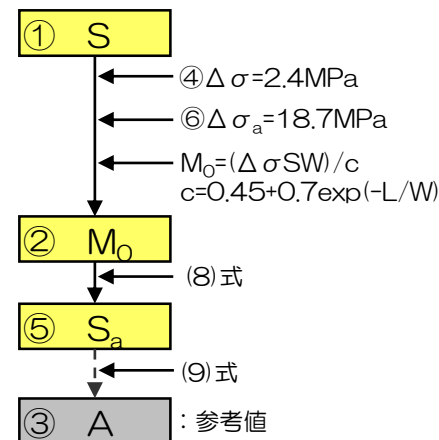 ① S
④Δσ=2.4MPa
⑥Δσa=18.7MPa
M0=(ΔσSW)/c
c=0.45+0.7exp(-L/W)
② M0
(8)式
⑤ Sa
(9)式
③ A :参考値